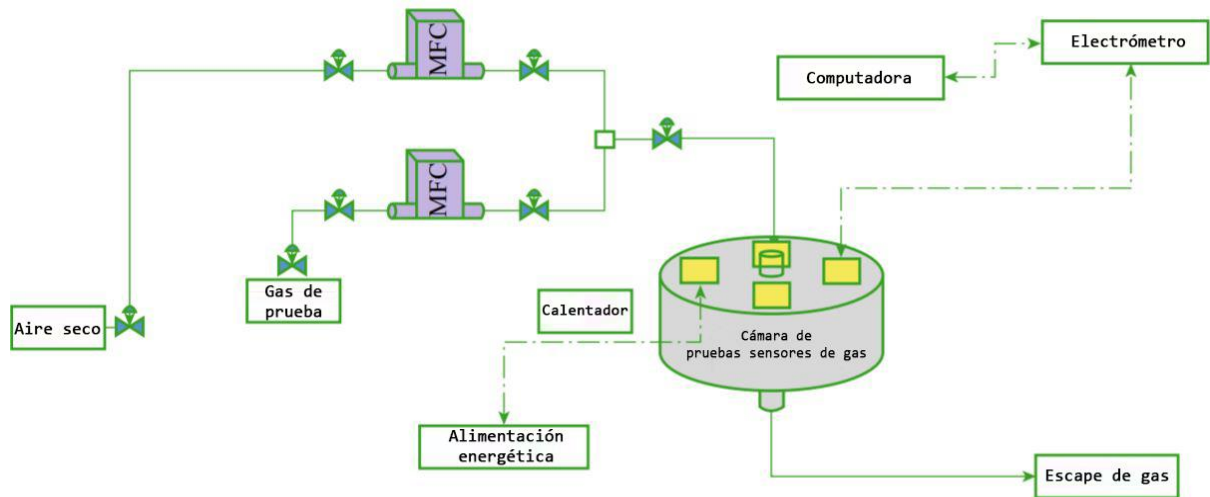 MFC
Electrómetro
Computadora
MFC
Gas de
prueba
Aire seco
Calentador
Cámara de
pruebas sensores de gas
Alimentación
energética
Escape de gas